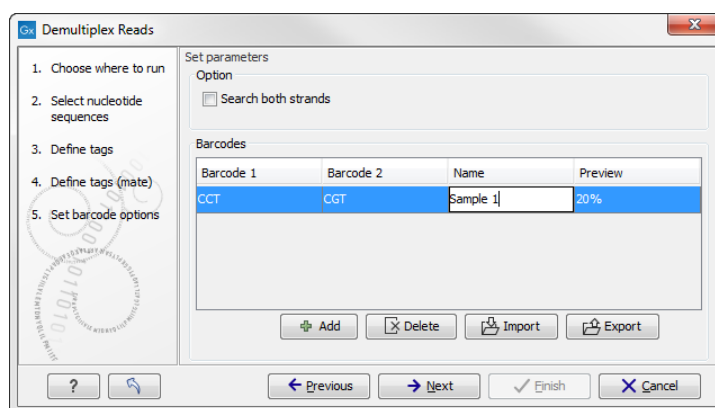 Gx Demultiplex Reads
1. Choose where to run
2. Select nucleotide
sequences
3. Define tags
4. Define tags (mate)
5. Set barcode options
Set parameters
Option
Search both strands
Barcodes
Barcode 1 Barcode 2 Name Preview
CCT CGT Sample 1 20%
Add Delete Import Export
? Previous Next Finish Cancel